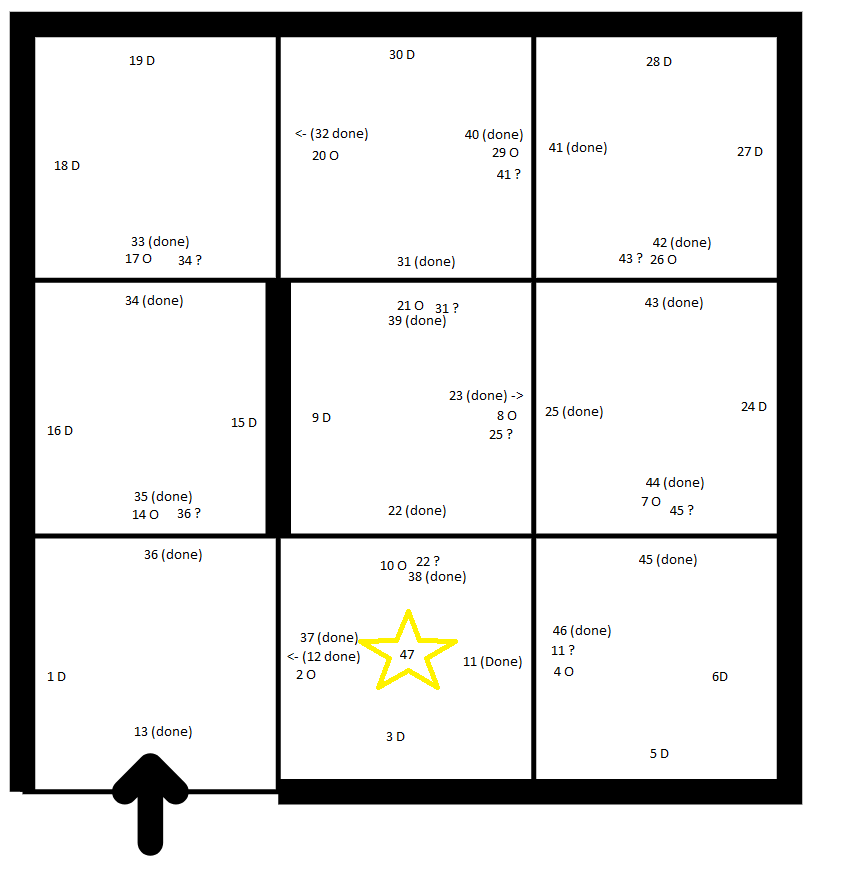 19 D
18 D
33 (done)
17 O
34 ?
30 D
<- (32 done)
20 O
40 (done)
29 O
41 ?
31 (done)
28 D
41 (done)
27 D
42 (done)
43 ?
26 O
34 (done)
16 D
15 D
35 (done)
14 O
36 ?
21 O
31 ?
39 (done)
23 (done) ->
8 O
25 ?
9 D
22 (done)
43 (done)
25 (done)
24 D
44 (done)
7 O
45 ?
36 (done)
1 D
13 (done)
10 O
22 ?
38 (done)
37 (done)
<- (12 done)
2 O
47
11 (Done)
3 D
45 (done)
46 (done)
11 ?
4 O
6D
5 D